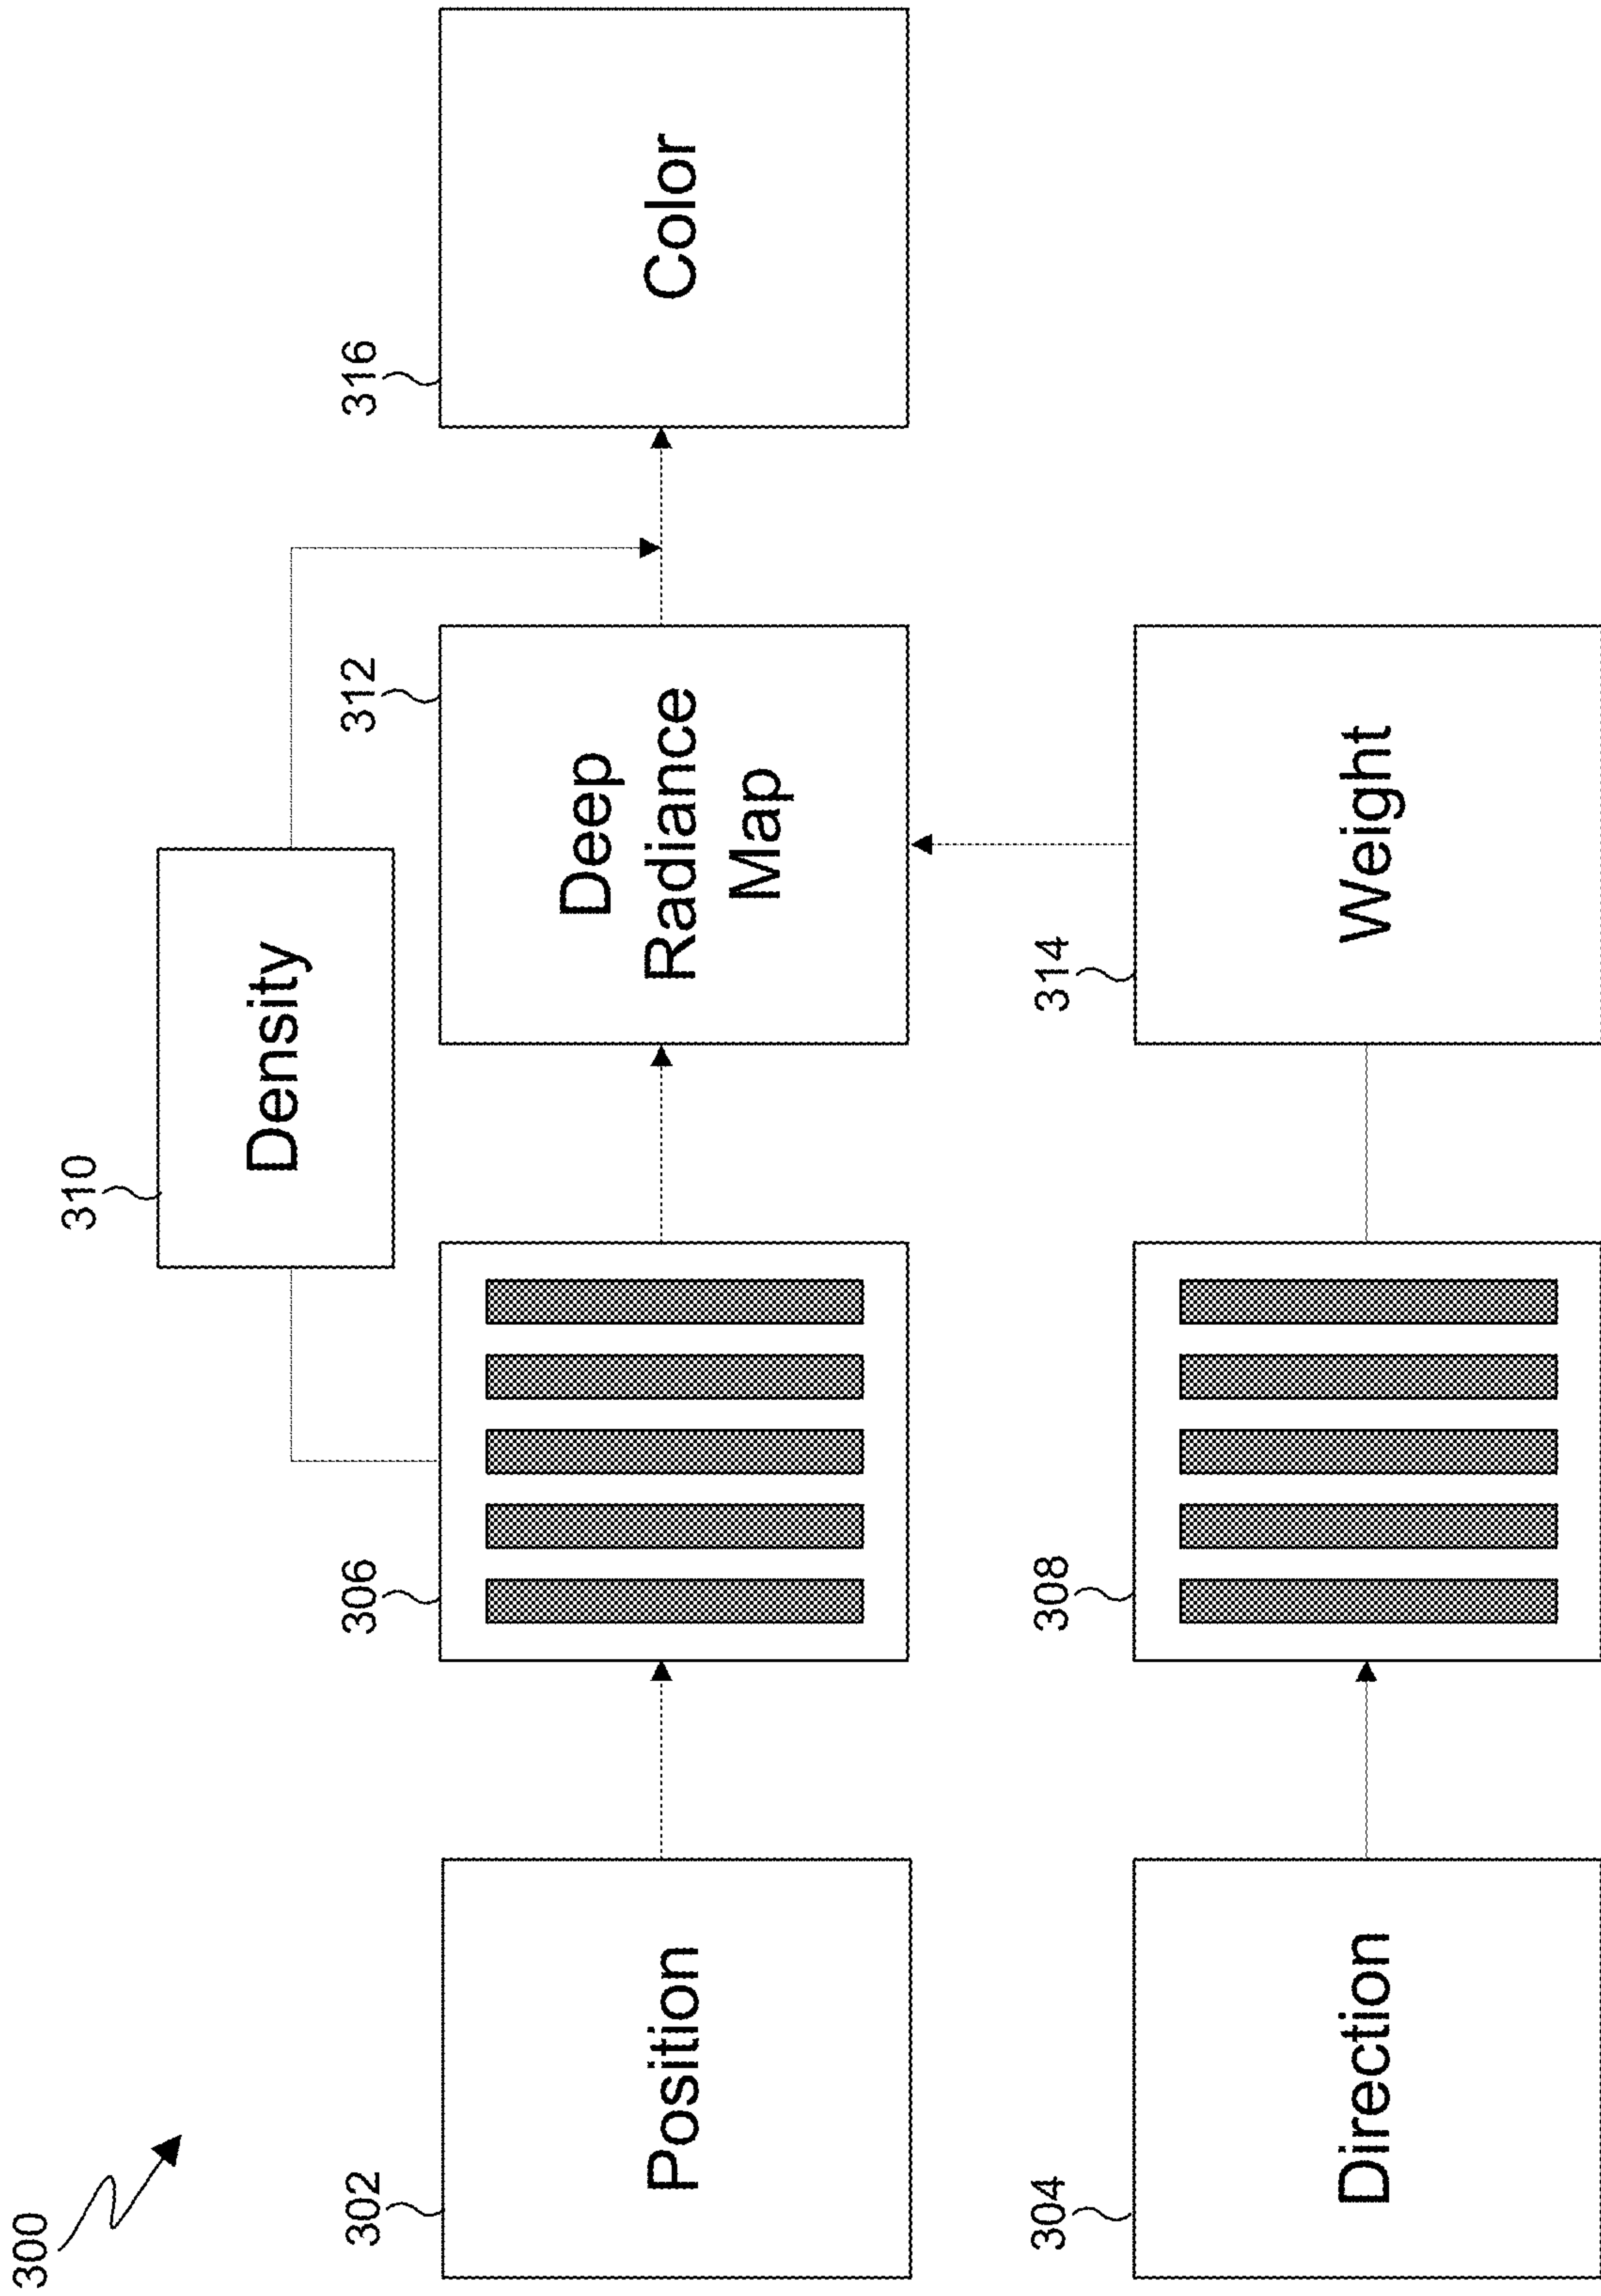 300
310
Density
302
Position
306
312
Deep
Radiance
Map
316
Color
304
Direction
308
314
Weight